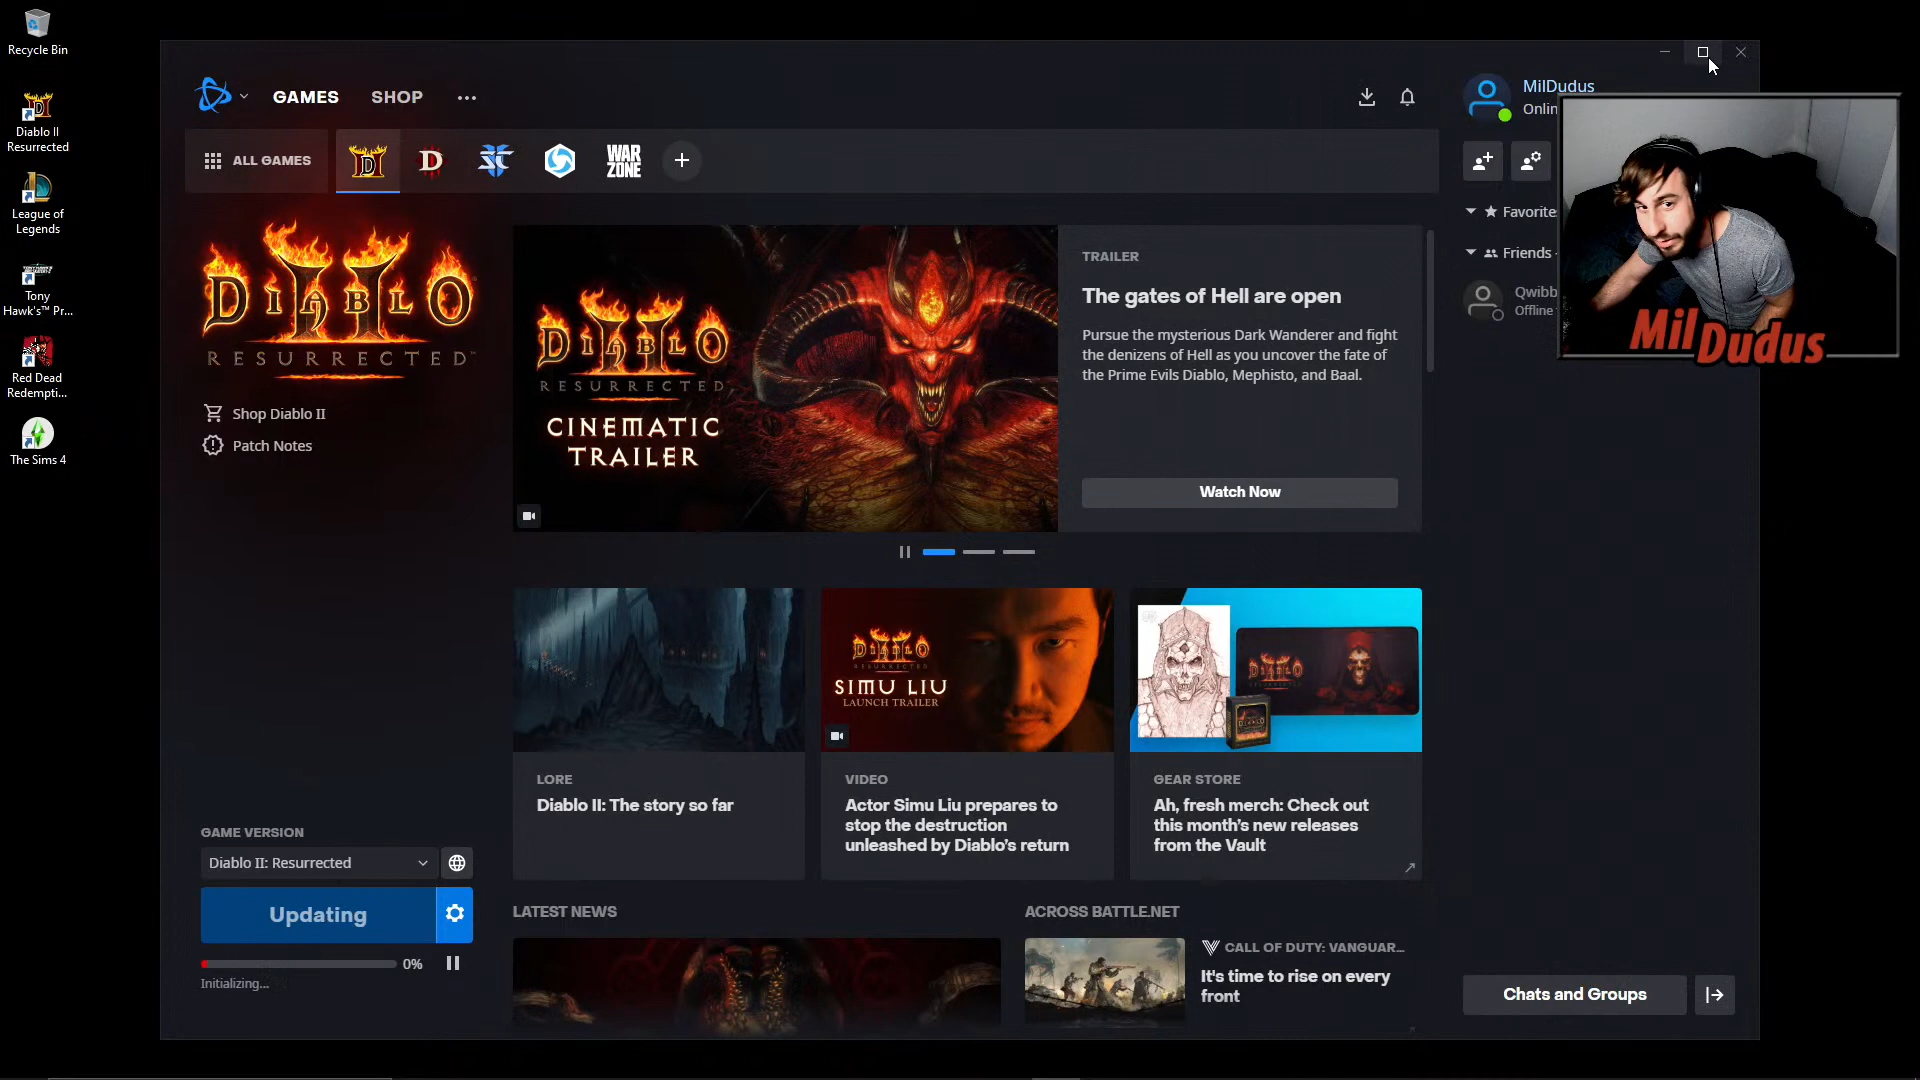 Recycle Bin
Diablo II
Resurrected
League of
Legends
Tony
Hawk's™ Pr...
Red Dead
Redempti...
The Sims 4
GAMES
SHOP
ALL GAMES
WAR
ZONE
DIABLO
RESURRECTED™
Shop Diablo II
Patch Notes
DIABLO
RESURRECTED
CINEMATIC
TRAILER
TRAILER
The gates of Hell are open
Pursue the mysterious Dark Wanderer and fight
the denizens of Hell as you uncover the fate of
the Prime Evils Diablo, Mephisto, and Baal.
Watch Now
DIABLO
RESURRECTED
SIMU LIU
LAUNCH TRAILER
DIABLO
LORE
Diablo II: The story so far
VIDEO
Actor Simu Liu prepares to
stop the destruction
unleashed by Diablo's return
GEAR STORE
Ah, fresh merch: Check out
this month's new releases
from the Vault
GAME VERSION
Diablo II: Resurrected
Updating
0%
Initializing...
LATEST NEWS
ACROSS BATTLE.NET
CALL OF DUTY: VANGUAR...
It's time to rise on every
front
MilDudus
Onlin
Favorite
Friends -
Qwibb
Offline
MilDudus
Chats and Groups